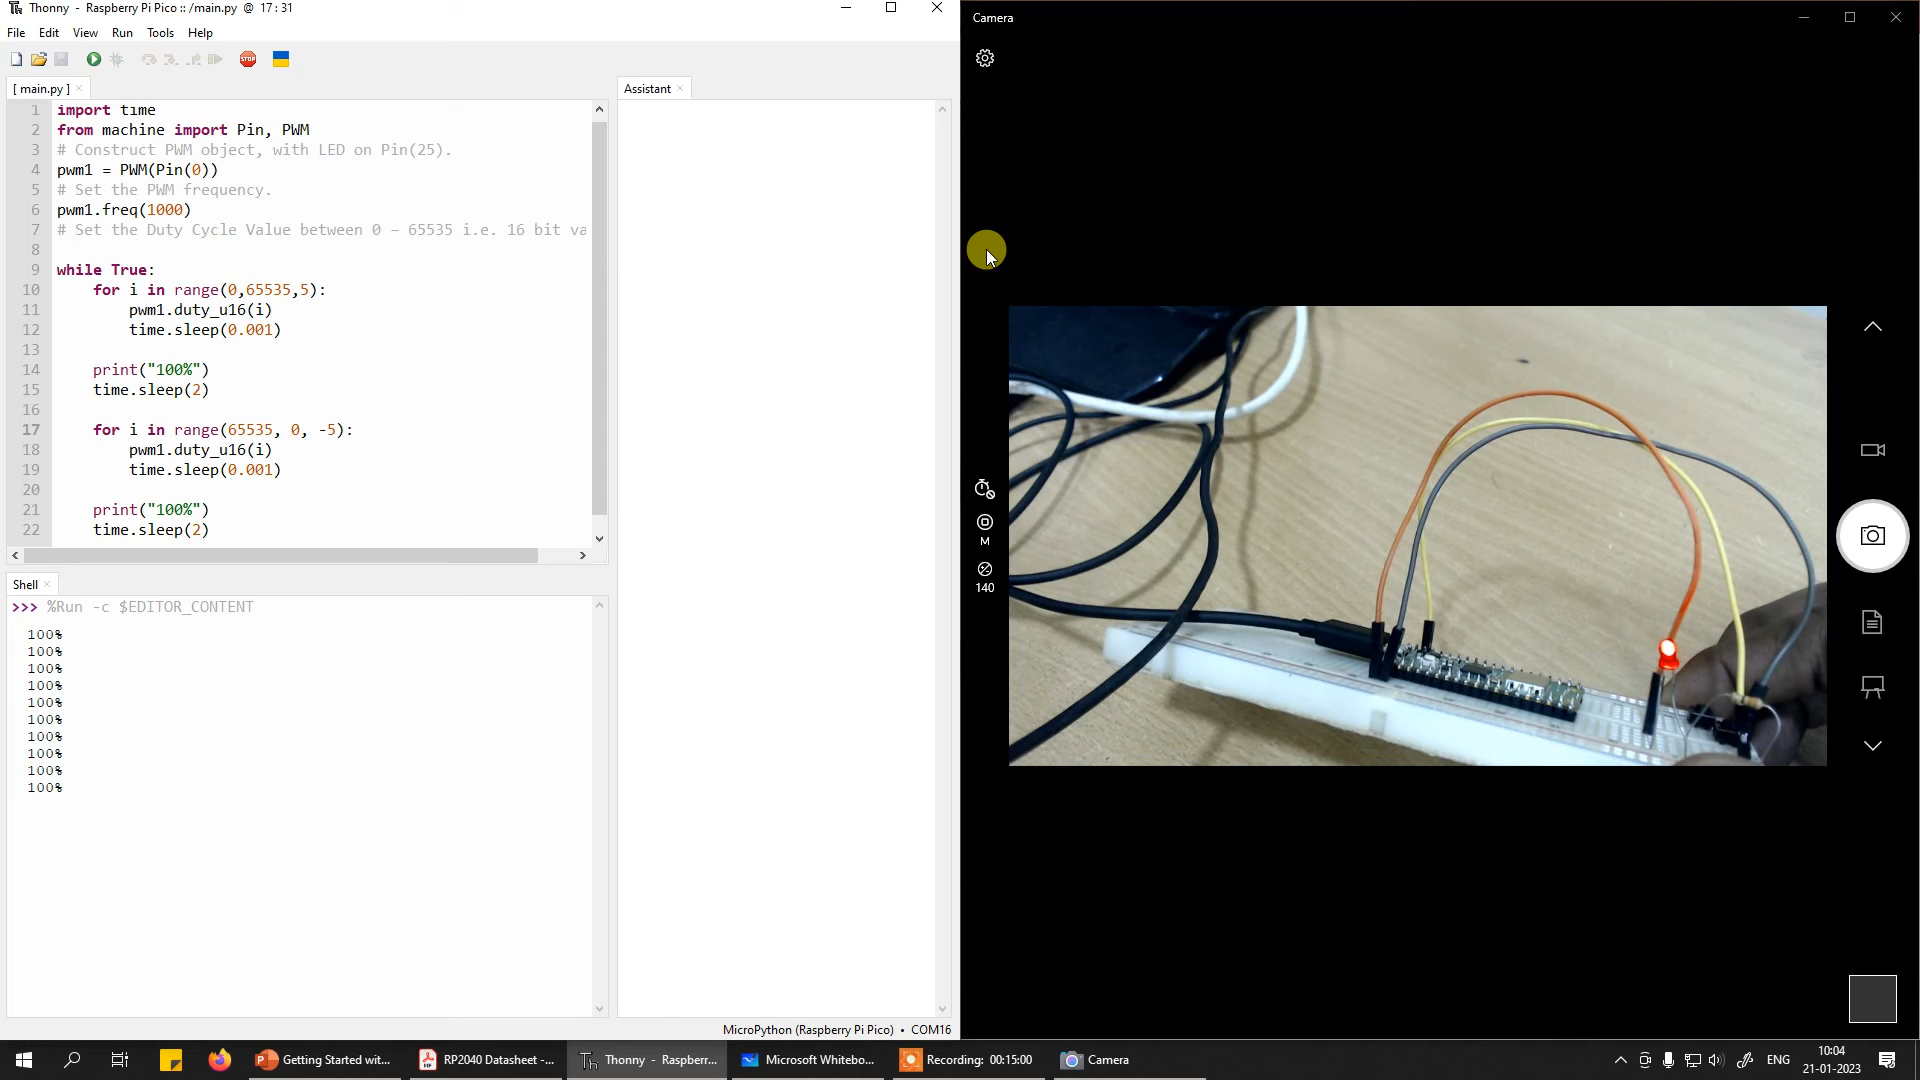 Thonny - Raspberry Pi Pico :: /main.py @ 17 : 31
File Edit View Run Tools Help
STOP
[ main.py ]
1 import time
2 from machine import Pin, PWM
3 # Construct PWM object, with LED on Pin(25).
4 pwm1 = PWM(Pin(0))
5 # Set the PWM frequency.
6 pwm1.freq(1000)
7 # Set the Duty Cycle Value between 0 – 65535 i.e. 16 bit va
8
9 while True:
10 for i in range(0,65535,5):
11 pwm1.duty_u16(i)
12 time.sleep(0.001)
13
14 print("100%")
15 time.sleep(2)
16
17 for i in range(65535, 0, -5):
18 pwm1.duty_u16(i)
19 time.sleep(0.001)
20
21 print("100%")
22 time.sleep(2)
Shell
>>> %Run -c $EDITOR_CONTENT
100%
100%
100%
100%
100%
100%
100%
100%
100%
100%
Assistant
MicroPython (Raspberry Pi Pico) • COM16
Camera
M
140
Getting Started wit...
RP2040 Datasheet -...
Thonny - Raspberr...
Microsoft Whitebo...
Recording: 00:15:00
Camera
ENG
10:04
21-01-2023